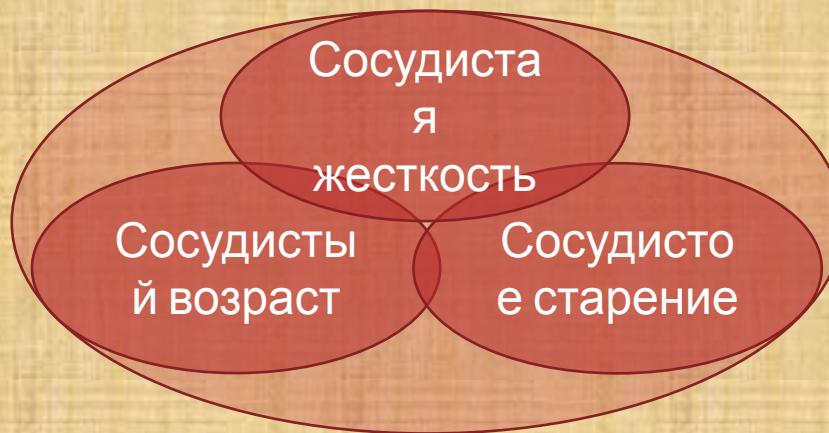 Сосудиста
я
жесткость
Сосудисты
й возраст
Сосудисто
е старение